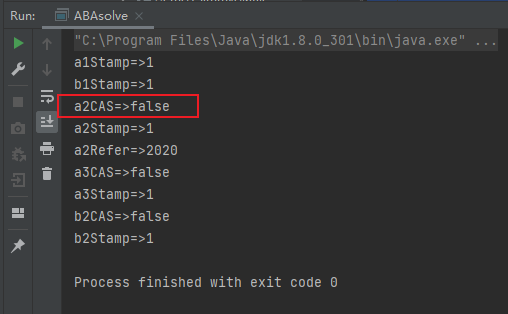 Run:
ABAsolve
"C:\Program Files\Java\jdk1.8.0_301\bin\java.exe" ...
a1Stamp=>1
b1Stamp=>1
a2CAS=>false
a2Stamp=>1
a2Refer=>2020
a3CAS=>false
a3Stamp=>1
b2CAS=>false
b2Stamp=>1
Process finished with exit code 0